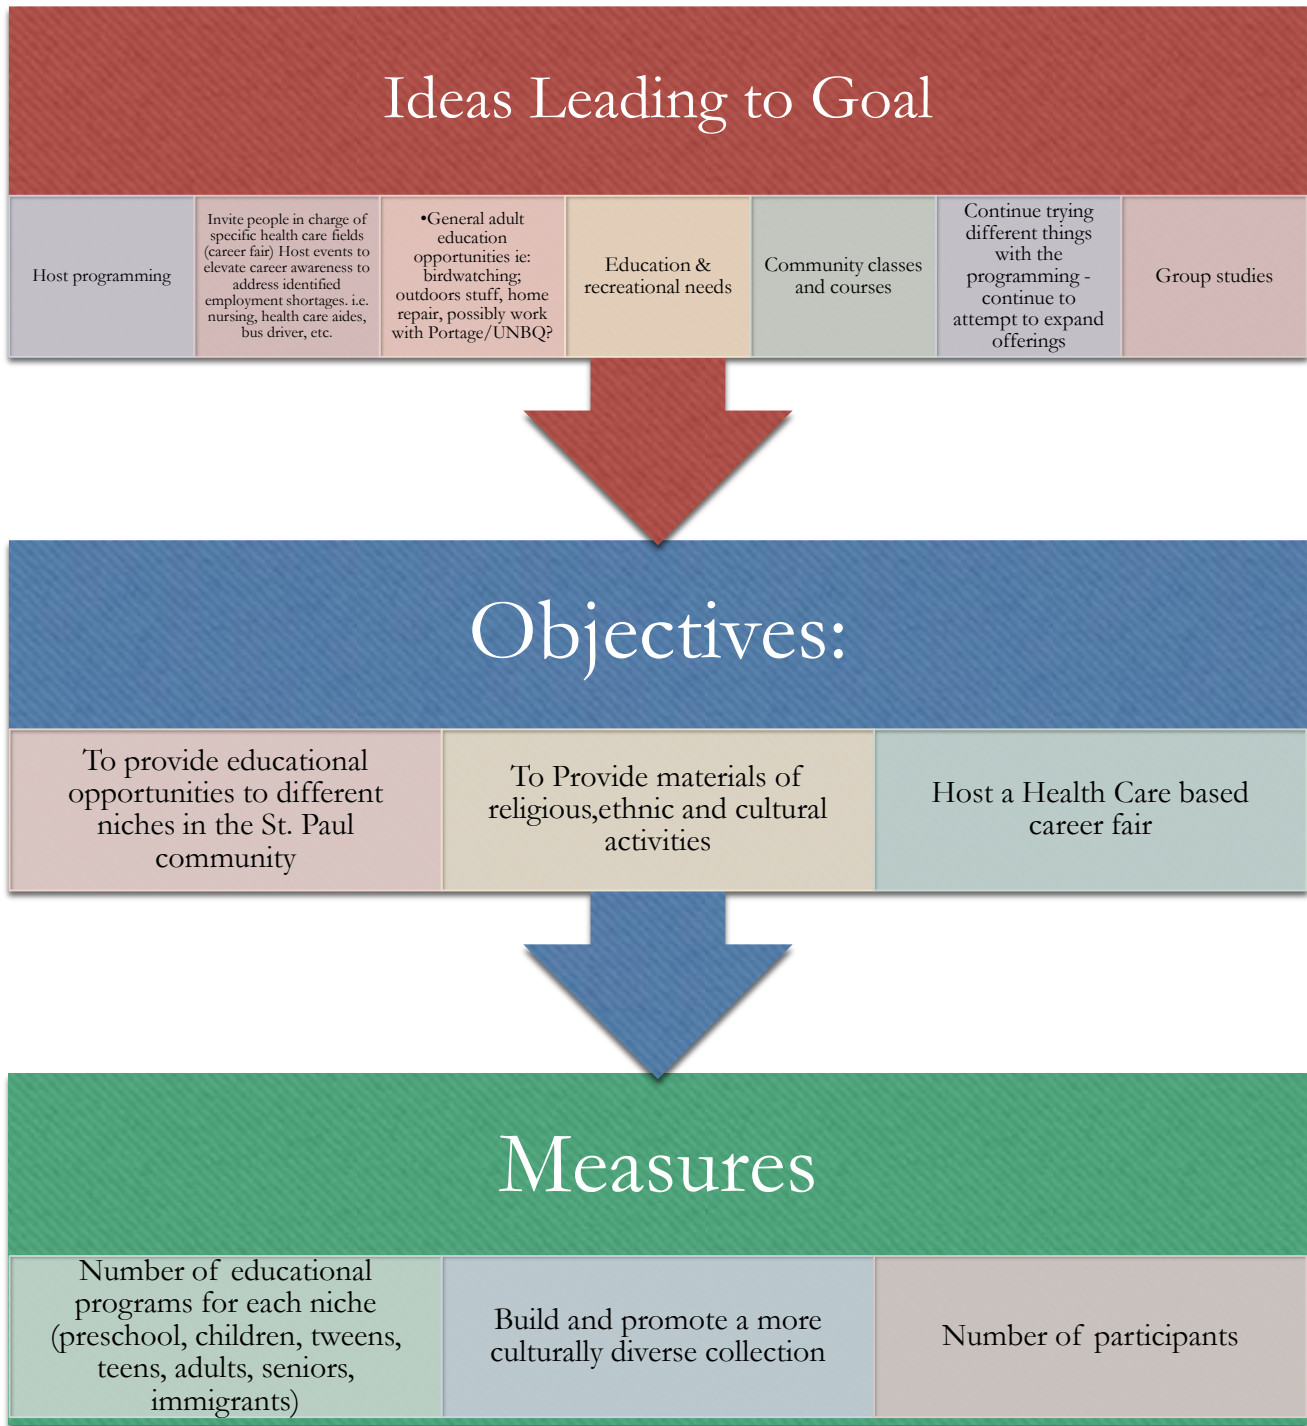 Ideas Leading to Goal
Host programming
Invite people in charge of
specific health care fields
(career fair) Host events to
elevate career awareness to
address identified
employment shortages. i.e.
nursing, health care aides,
bus driver, etc.
•General adult
education
opportunities ie:
birdwatching;
outdoors stuff, home
repair, possibly work
with Portage/UNBQ?
Education &
recreational needs
Community classes
and courses
Continue trying
different things
with the
programming -
continue to
attempt to expand
offerings
Group studies
Objectives:
To provide educational
opportunities to different
niches in the St. Paul
community
To Provide materials of
religious,ethnic and cultural
activities
Host a Health Care based
career fair
Measures
Number of educational
programs for each niche
(preschool, children, tweens,
teens, adults, seniors,
immigrants)
Build and promote a more
culturally diverse collection
Number of participants